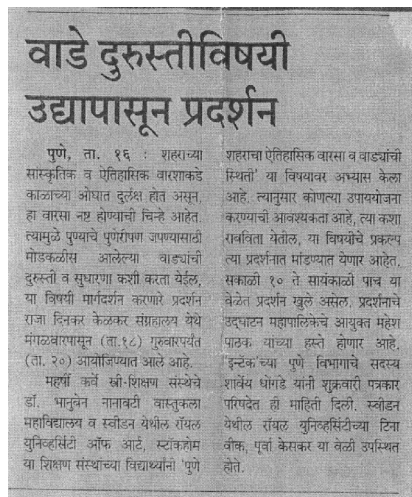 वाडे दुरुस्तीविषयी
उद्यापासून प्रदर्शन
पुणे, ता. १६ : शहराच्या
सांस्कृतिक व ऐतिहासिक वारशाकडे
काळाच्या ओघात दुर्लक्ष होत असून,
हा वारसा नष्ट होण्याची चिन्हे आहेत.
त्यामुळे पुण्याचे पुणेरीपण जपण्यासाठी
मोडकळीस आलेल्या वाड्यांची
दुरुस्ती व सुधारणा कशी करता येईल,
या विषयी मार्गदर्शन करणारे प्रदर्शन
राजा दिनकर केळकर संग्रहालय येथे
मंगळवारपासून (ता.१८) गुरुवारपर्यंत
(ता. २०) आयोजिण्यात आले आहे.
महर्षी कर्वे स्त्री-शिक्षण संस्थेचे
डॉ. भानुबेन नानावटी वास्तुकला
महाविद्यालय व स्वीडन येथील रॉयल
युनिव्हर्सिटी ऑफ आर्ट, स्टॉकहोम
या शिक्षण संस्थांच्या विद्यार्थ्यांनी 'पुणे
शहराचा ऐतिहासिक वारसा व वाड्यांची
स्थिती' या विषयावर अभ्यास केला
आहे. त्यानुसार कोणत्या उपाययोजना
करण्याची आवश्यकता आहे, त्या कशा
राबविता येतील, या विषयीचे प्रकल्प
त्या प्रदर्शनात मांडण्यात येणार आहेत.
सकाळी १० ते सायंकाळी पाच या
वेळेत प्रदर्शन खुले असेल. प्रदर्शनाचे
उद्‌घाटन महापालिकेचे आयुक्त महेश
पाठक यांच्या हस्ते होणार आहे.
'इन्टॅक'च्या पुणे विभागाचे सदस्य
शार्वेय धोंगडे यांनी शुक्रवारी पत्रकार
परिषदेत ही माहिती दिली. स्वीडन
येथील रॉयल युनिव्हर्सिटीच्या टिना
वीक, पूर्वा केसकर या वेळी उपस्थित
होते.